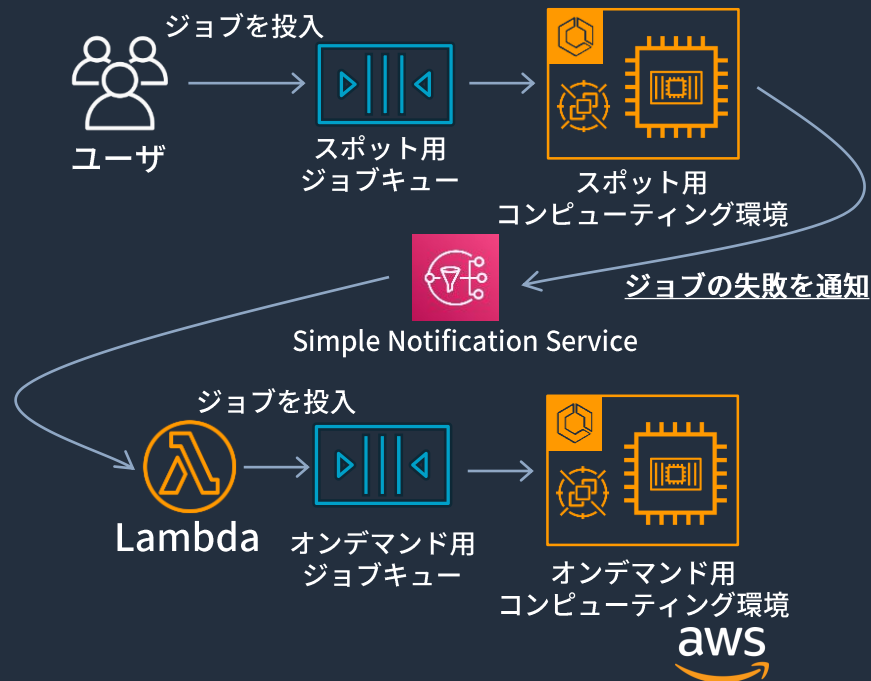 ジョブを投入
ユーザ
スポット用
ジョブキュー
スポット用
コンピューティング環境
ジョブの失敗を通知
Simple Notification Service
ジョブを投入
Lambda
オンデマンド用
ジョブキュー
オンデマンド用
コンピューティング環境
aws